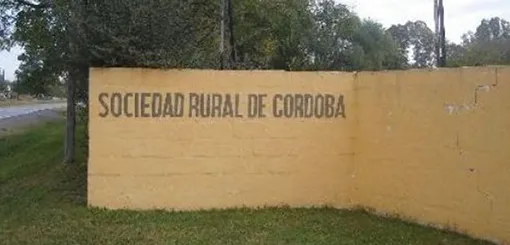 SOCIEDAD RURAL DE CORDOBA